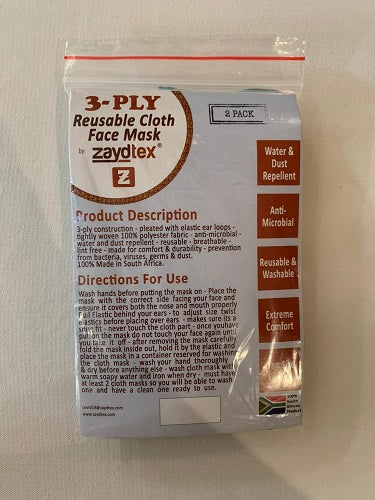 3-PLY
Reusable Cloth
Face Mask
by zaydtex®
Z
2 PACK
Water &
Dust
Repellent
Anti-
Microbial
Reusable &
Washable
Extreme
Comfort
Product Description
3-ply construction - pleated with elastic ear loops -
tightly woven 100% polyester fabric - anti-microbial -
water and dust repellent - reusable - breathable -
lint free - made for comfort & durability - prevention
from bacteria, viruses, germs & dust.
100% Made in South Africa.
Directions For Use
Wash hands before putting the mask on - Place the
mask with the correct side facing your face and
ensure it covers both the nose and mouth properly
Pull elastic behind your ears - to adjust size twist
elastics before placing over ears - makes sure its a
snug fit - never touch the cloth part - once youhave
put on the mask do not touch your face again until
you take it off - after removing the mask carefully
fold the mask inside out, hold it by the elastic and
place the mask in a container reserved for washing
the cloth mask - wash your hand thoroughly
& dry before anything else - wash cloth mask with
warm soapy water and iron when dry - must have
at least 2 cloth masks so you will be able to wash
one and have a clean one ready to use.
covid19@zaydtex.com
www.zaydtex.com
100%
South
African
Product